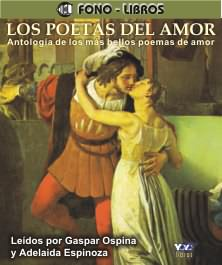 FONO - LIBROS
LOS POETAS DEL AMOR
Antología de los más bellos poemas de amor
Leídos por Gaspar Ospina
y Adelaida Espinoza